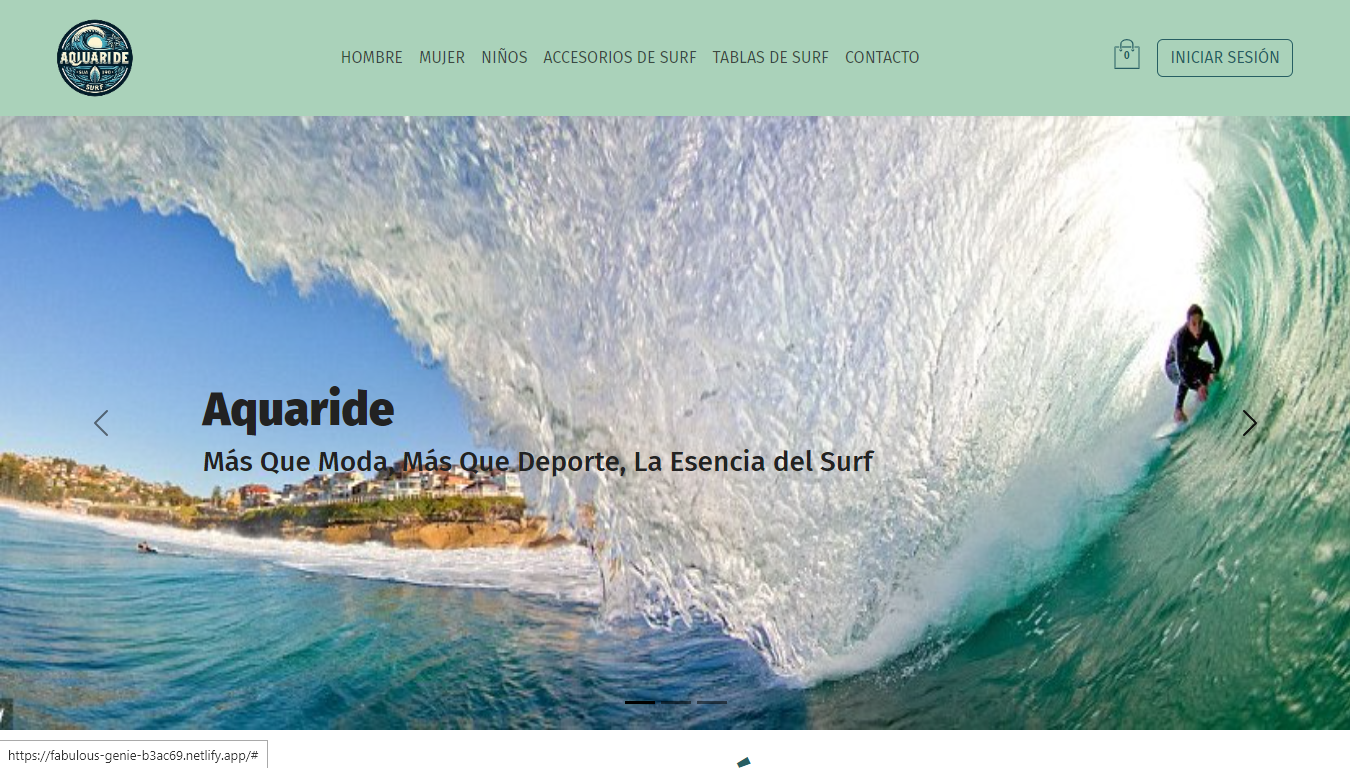 AQUARIDE
SURF
HOMBRE MUJER NIÑOS ACCESORIOS DE SURF TABLAS DE SURF CONTACTO
0
INICIAR SESIÓN
Aquaride
Más Que Moda, Más Que Deporte, La Esencia del Surf
https://fabulous-genie-b3ac69.netlify.app/#